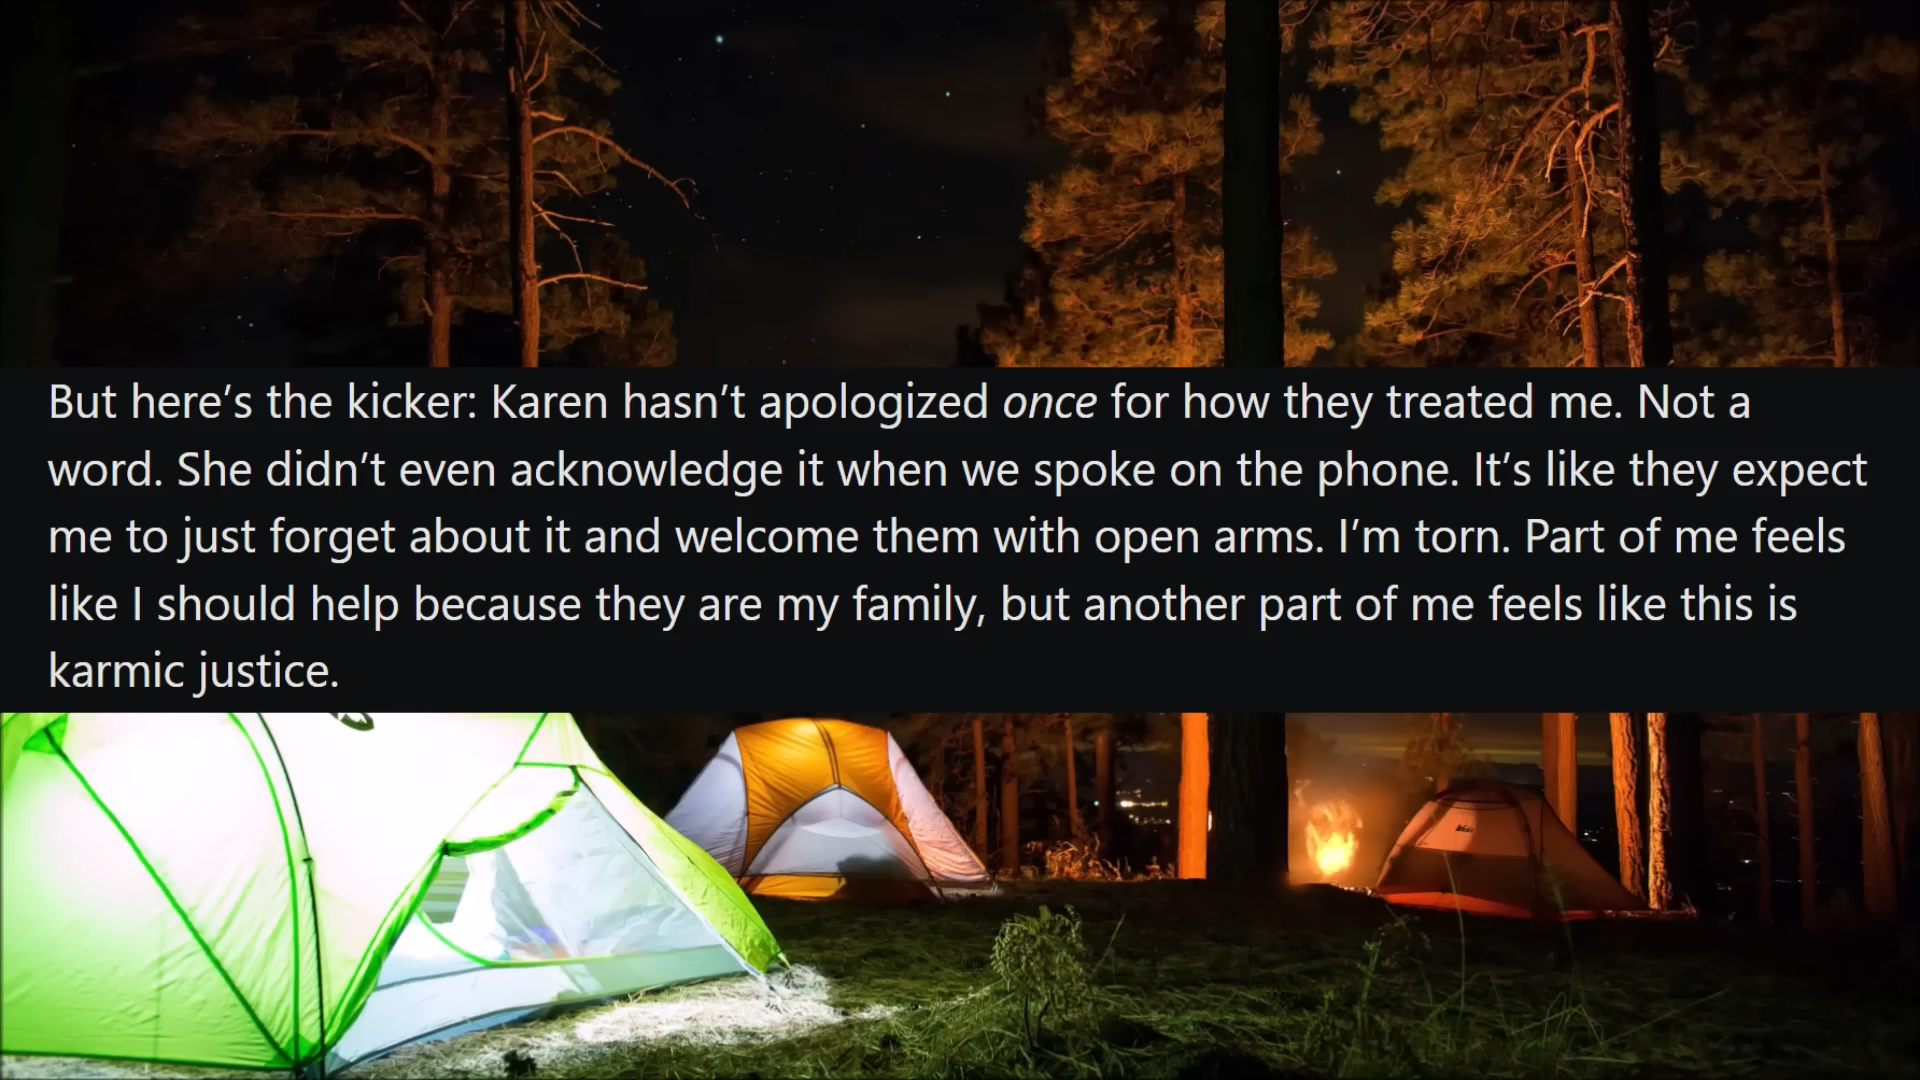 But here’s the kicker: Karen hasn’t apologized once for how they treated me. Not a
word. She didn’t even acknowledge it when we spoke on the phone. It’s like they expect
me to just forget about it and welcome them with open arms. I’m torn. Part of me feels
like I should help because they are my family, but another part of me feels like this is
karmic justice.